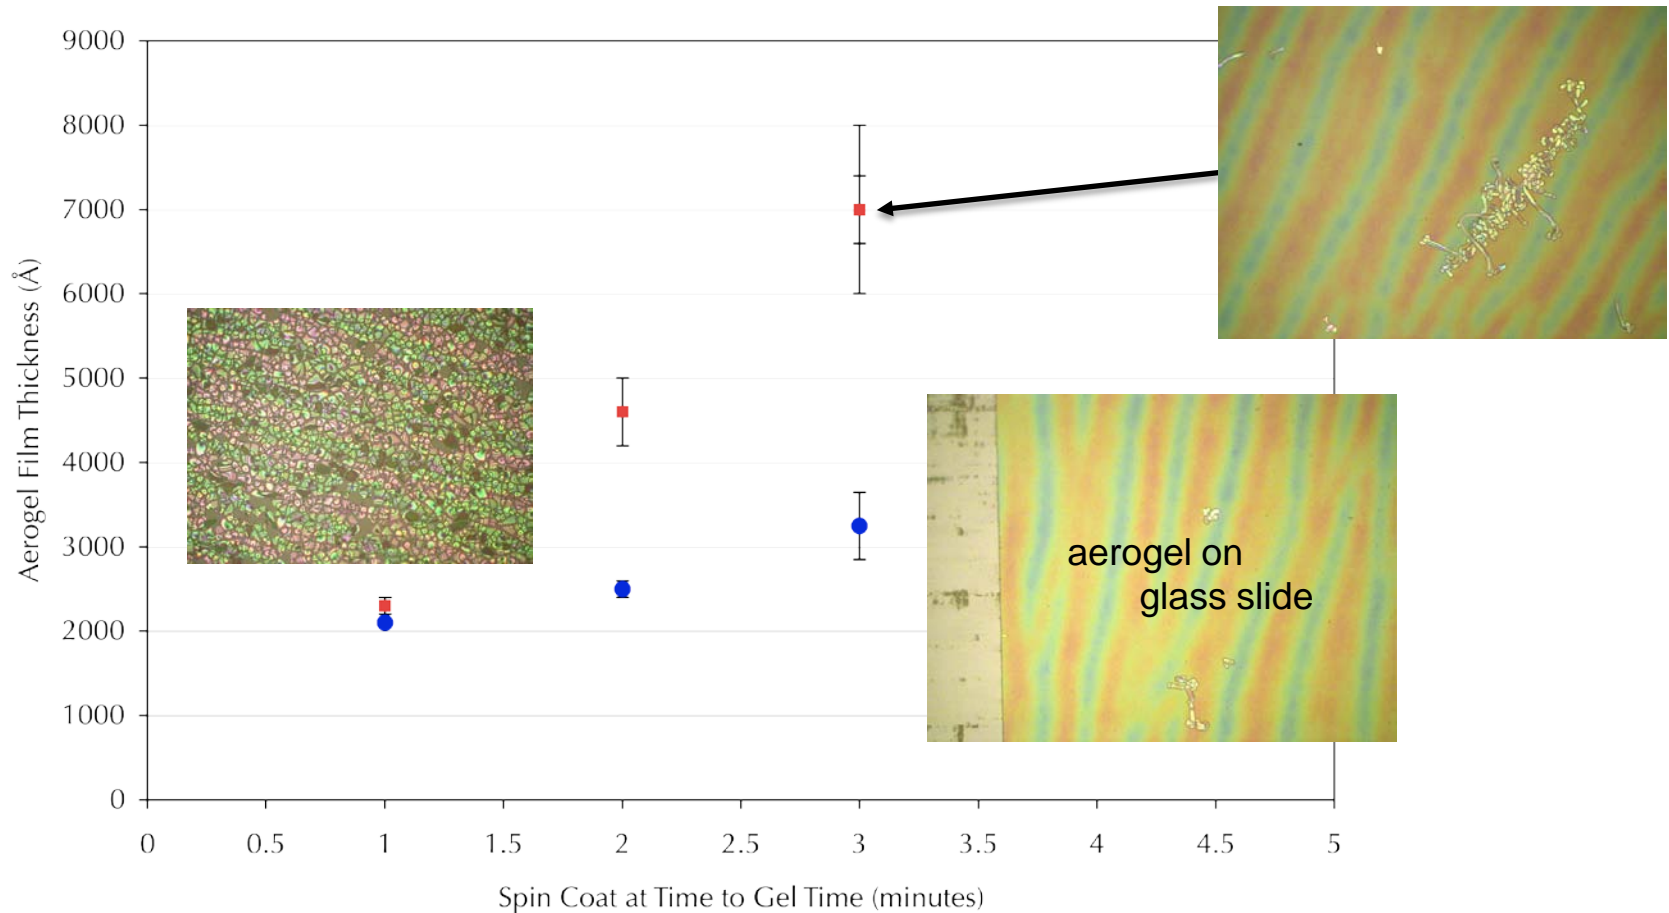 9000
8000
7000
6000
5000
4000
3000
2000
1000
0
Aerogel Film Thickness (Å)
aerogel on
glass slide
0 0.5 1 1.5 2 2.5 3 3.5 4 4.5 5
Spin Coat at Time to Gel Time (minutes)